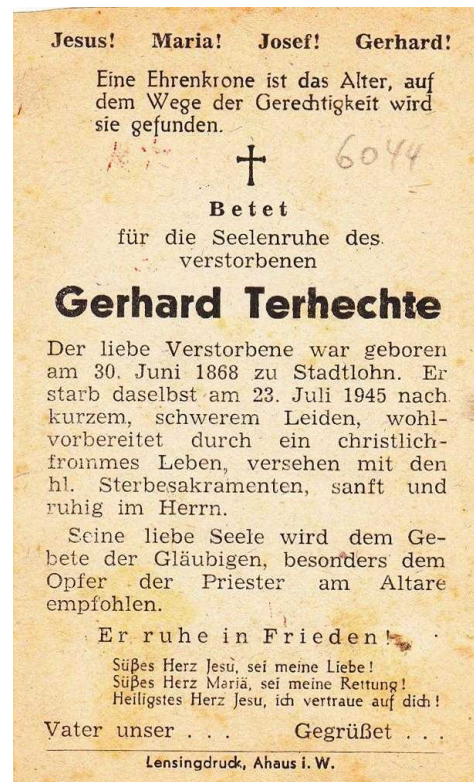 Jesus! Maria! Josef! Gerhard!
Eine Ehrenkrone ist das Alter, auf
dem Wege der Gerechtigkeit wird
sie gefunden.
6044
Betet
für die Seelenruhe des
verstorbenen
Gerhard Terhechte
Der liebe Verstorbene war geboren
am 30. Juni 1868 zu Stadtlohn. Er
starb daselbst am 23. Juli 1945 nach
kurzem, schwerem Leiden, wohl-
vorbereitet durch ein christlich-
frommes Leben, versehen mit den
hl. Sterbesakramenten, sanft und
ruhig im Herrn.
Seine liebe Seele wird dem Ge-
bete der Gläubigen, besonders dem
Opfer der Priester am Altare
empfohlen.
Er ruhe in Frieden!
Süßes Herz Jesu, sei meine Liebe!
Süßes Herz Mariä, sei meine Rettung!
Heiligstes Herz Jesu, ich vertraue auf dich!
Vater unser . . . Gegrüßet . . .
Lensingdruck, Ahaus i. W.